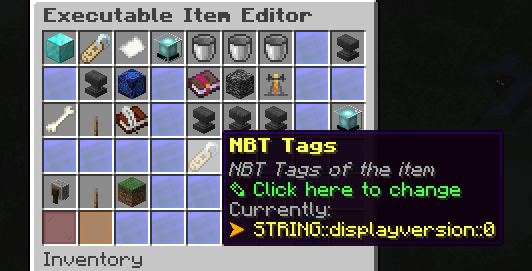 Executable Item Editor
NBT Tags
NBT Tags of the item
✎ Click here to change
Currently:
➤ STRING::displayversion::0
Inventory